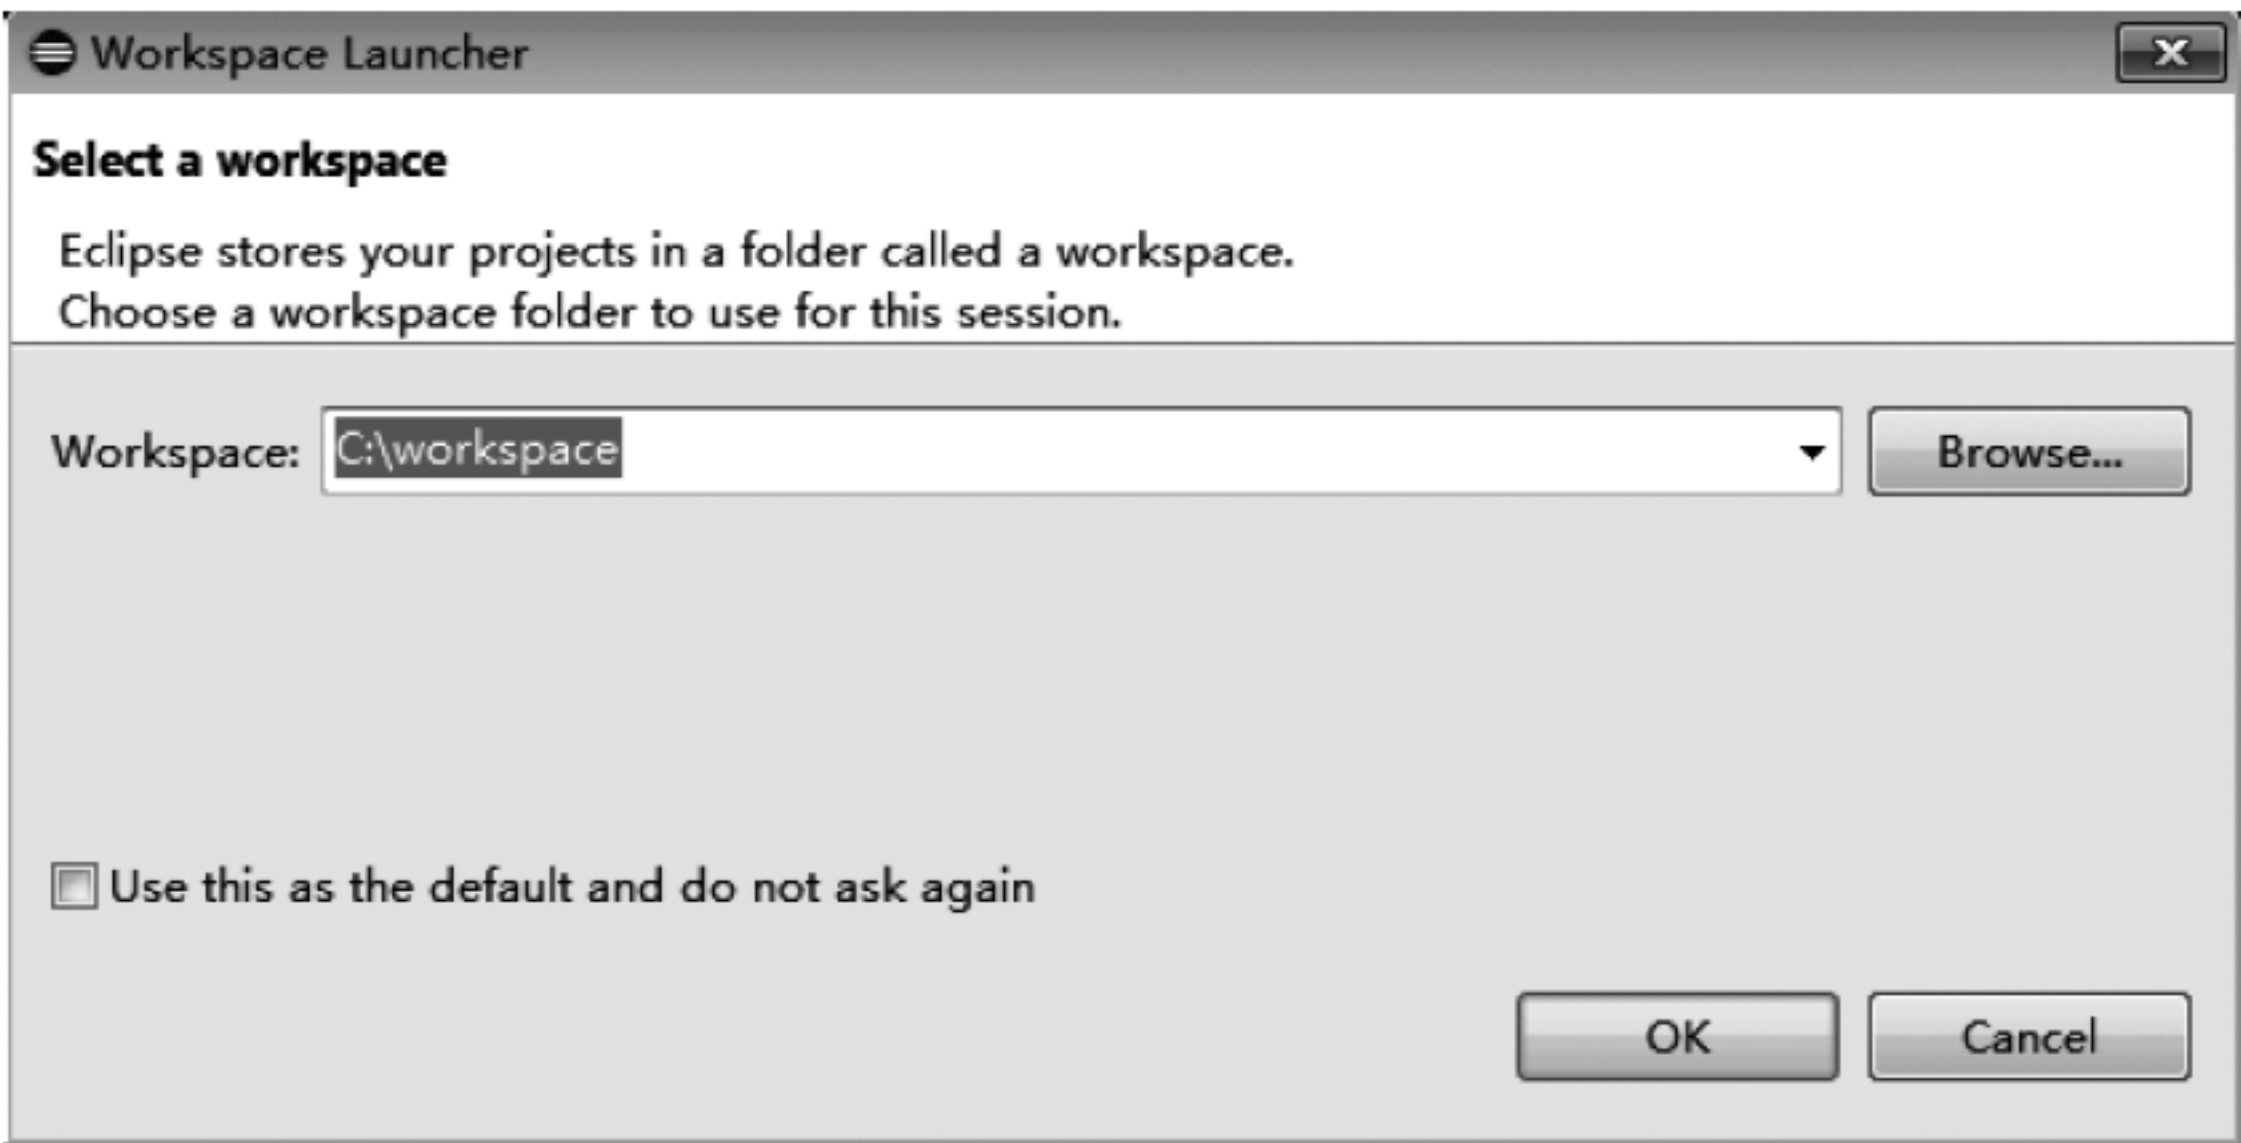 Workspace Launcher
Select a workspace
Eclipse stores your projects in a folder called a workspace.
Choose a workspace folder to use for this session.
Workspace: C:\workspace Browse...
Use this as the default and do not ask again
OK Cancel